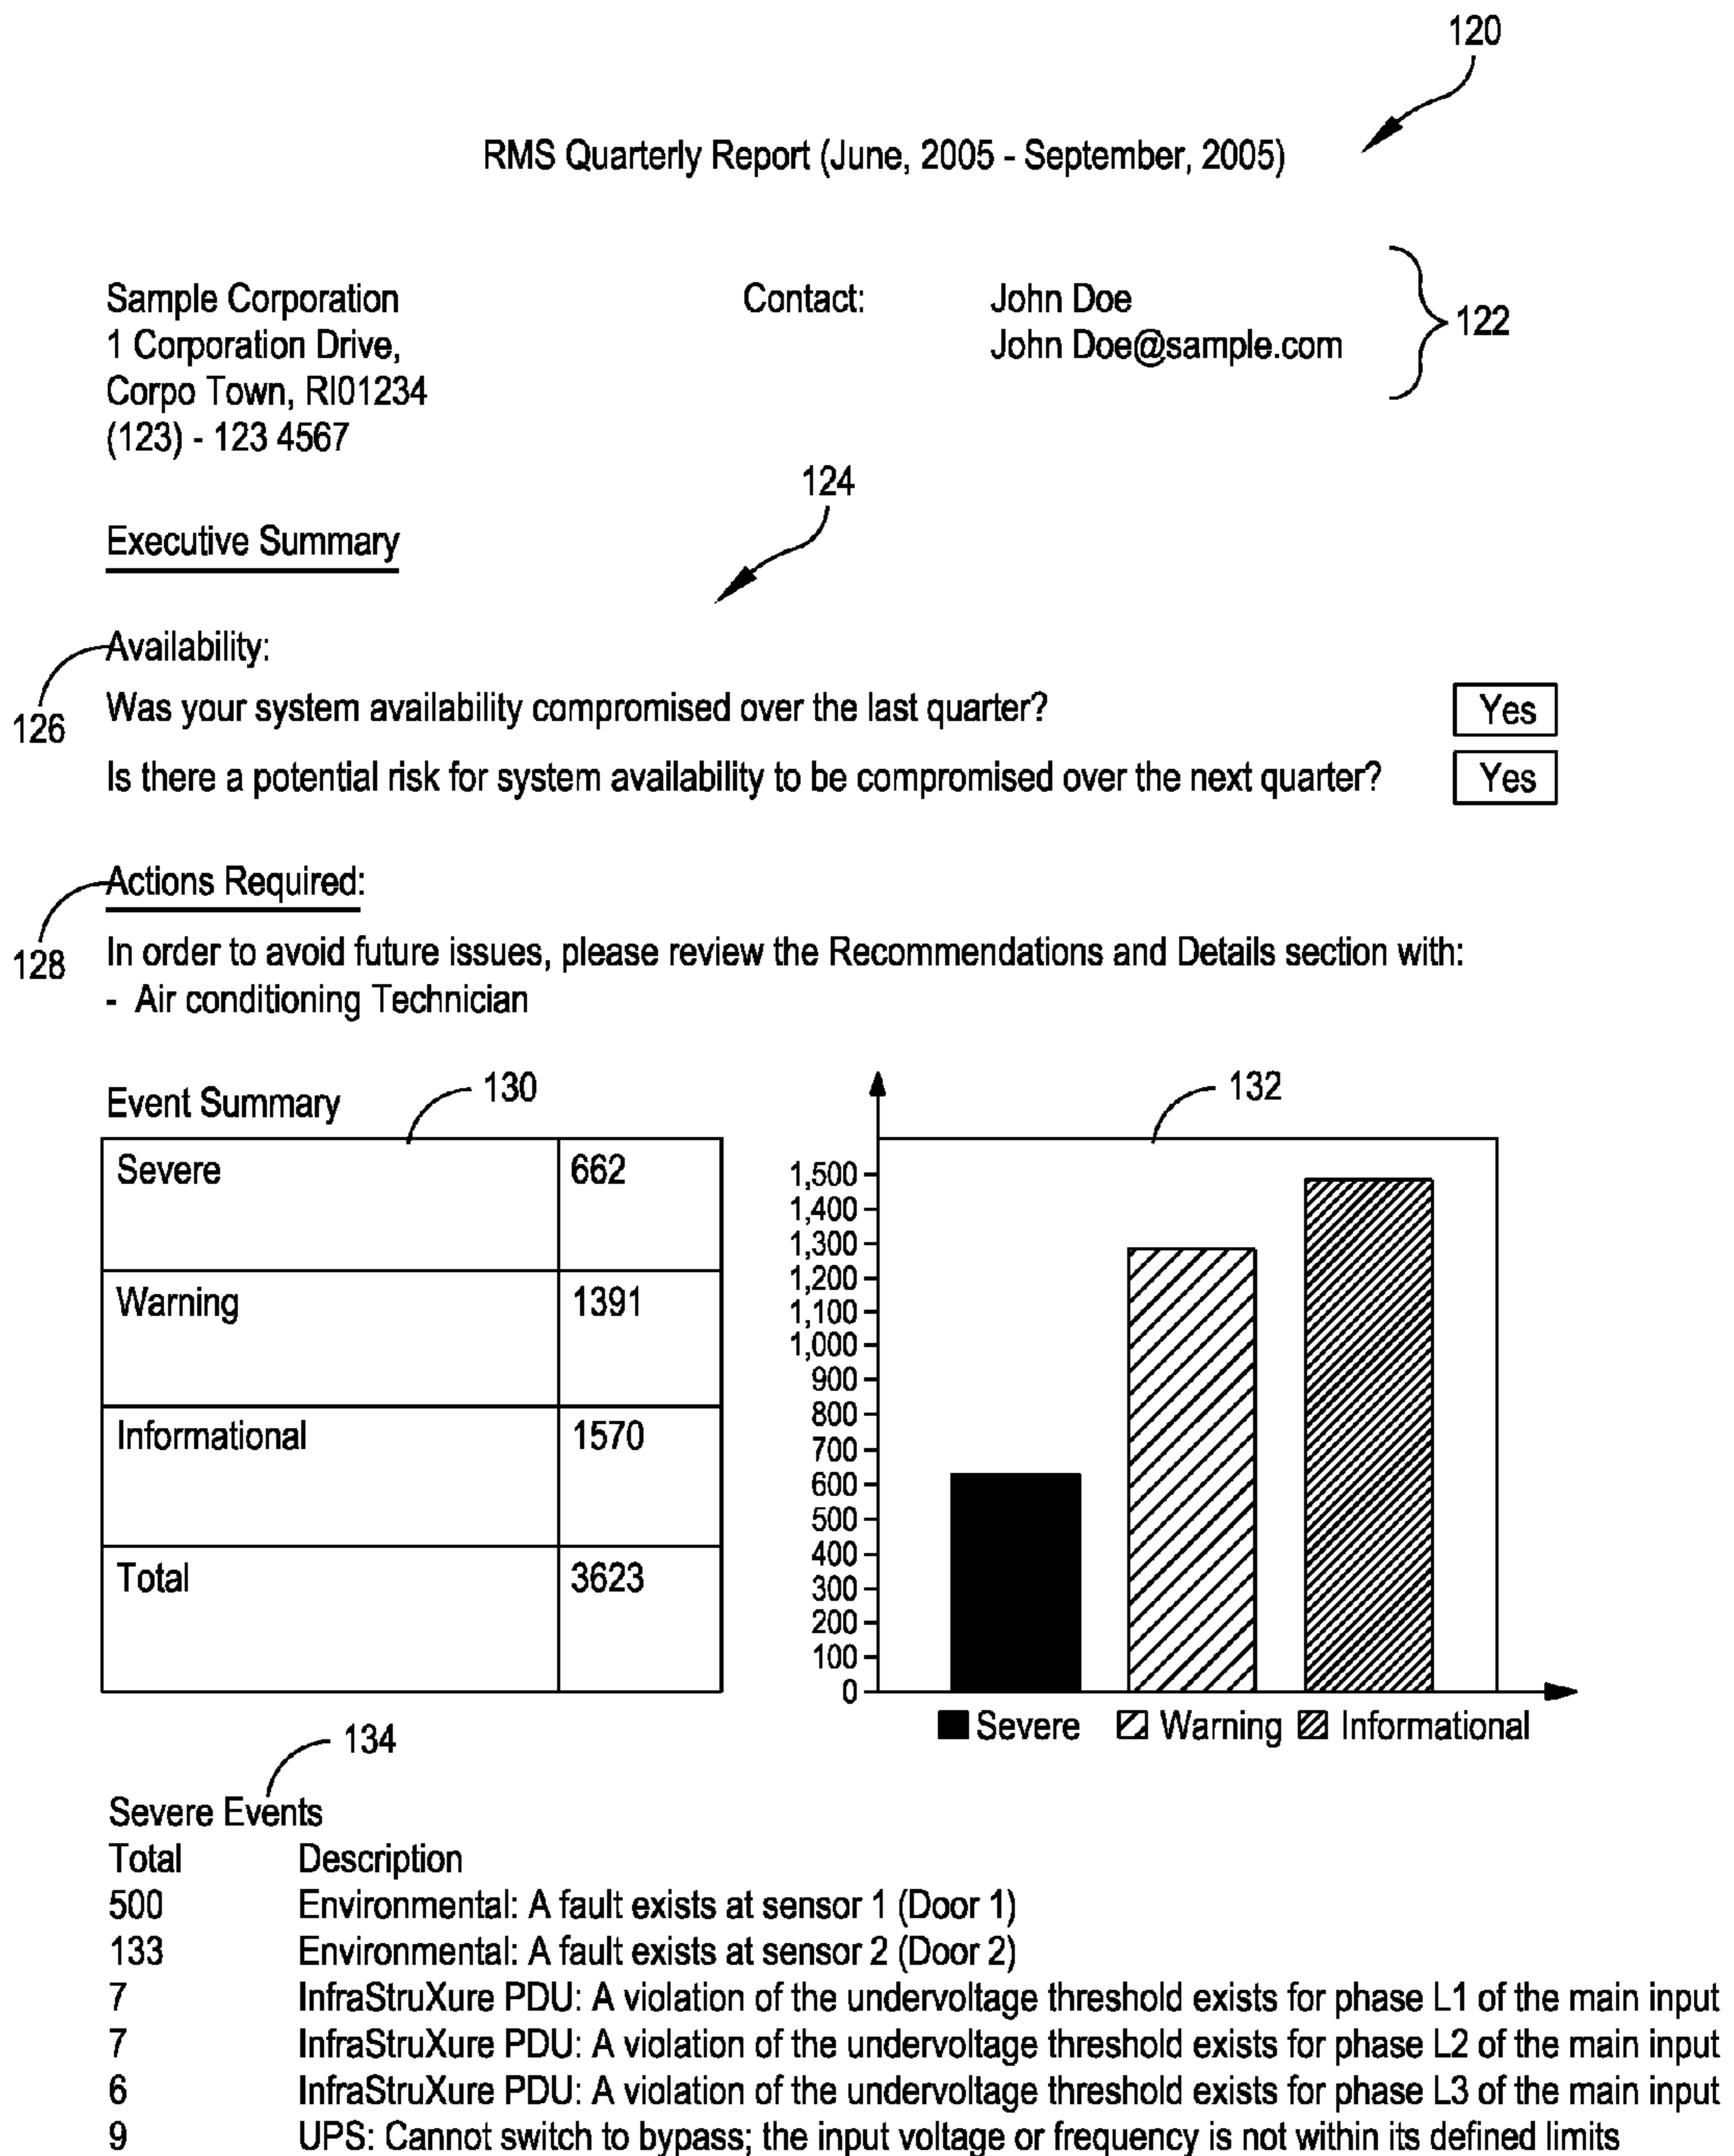 120
RMS Quarterly Report (June, 2005 - September, 2005)
Sample Corporation
1 Corporation Drive,
Corpo Town, RI01234
(123) - 123 4567
Contact:
John Doe
John Doe@sample.com
122
124
Executive Summary
Availability:
126
Was your system availability compromised over the last quarter? Yes
Is there a potential risk for system availability to be compromised over the next quarter? Yes
Actions Required:
128
In order to avoid future issues, please review the Recommendations and Details section with:
- Air conditioning Technician
Event Summary
130
Severe 662
Warning 1391
Informational 1570
Total 3623
132
1,500
1,400
1,300
1,200
1,100
1,000
900
800
700
600
500
400
300
200
100
0
Severe Warning Informational
134
Severe Events
Total Description
500 Environmental: A fault exists at sensor 1 (Door 1)
133 Environmental: A fault exists at sensor 2 (Door 2)
7 InfraStruXure PDU: A violation of the undervoltage threshold exists for phase L1 of the main input
7 InfraStruXure PDU: A violation of the undervoltage threshold exists for phase L2 of the main input
6 InfraStruXure PDU: A violation of the undervoltage threshold exists for phase L3 of the main input
9 UPS: Cannot switch to bypass; the input voltage or frequency is not within its defined limits